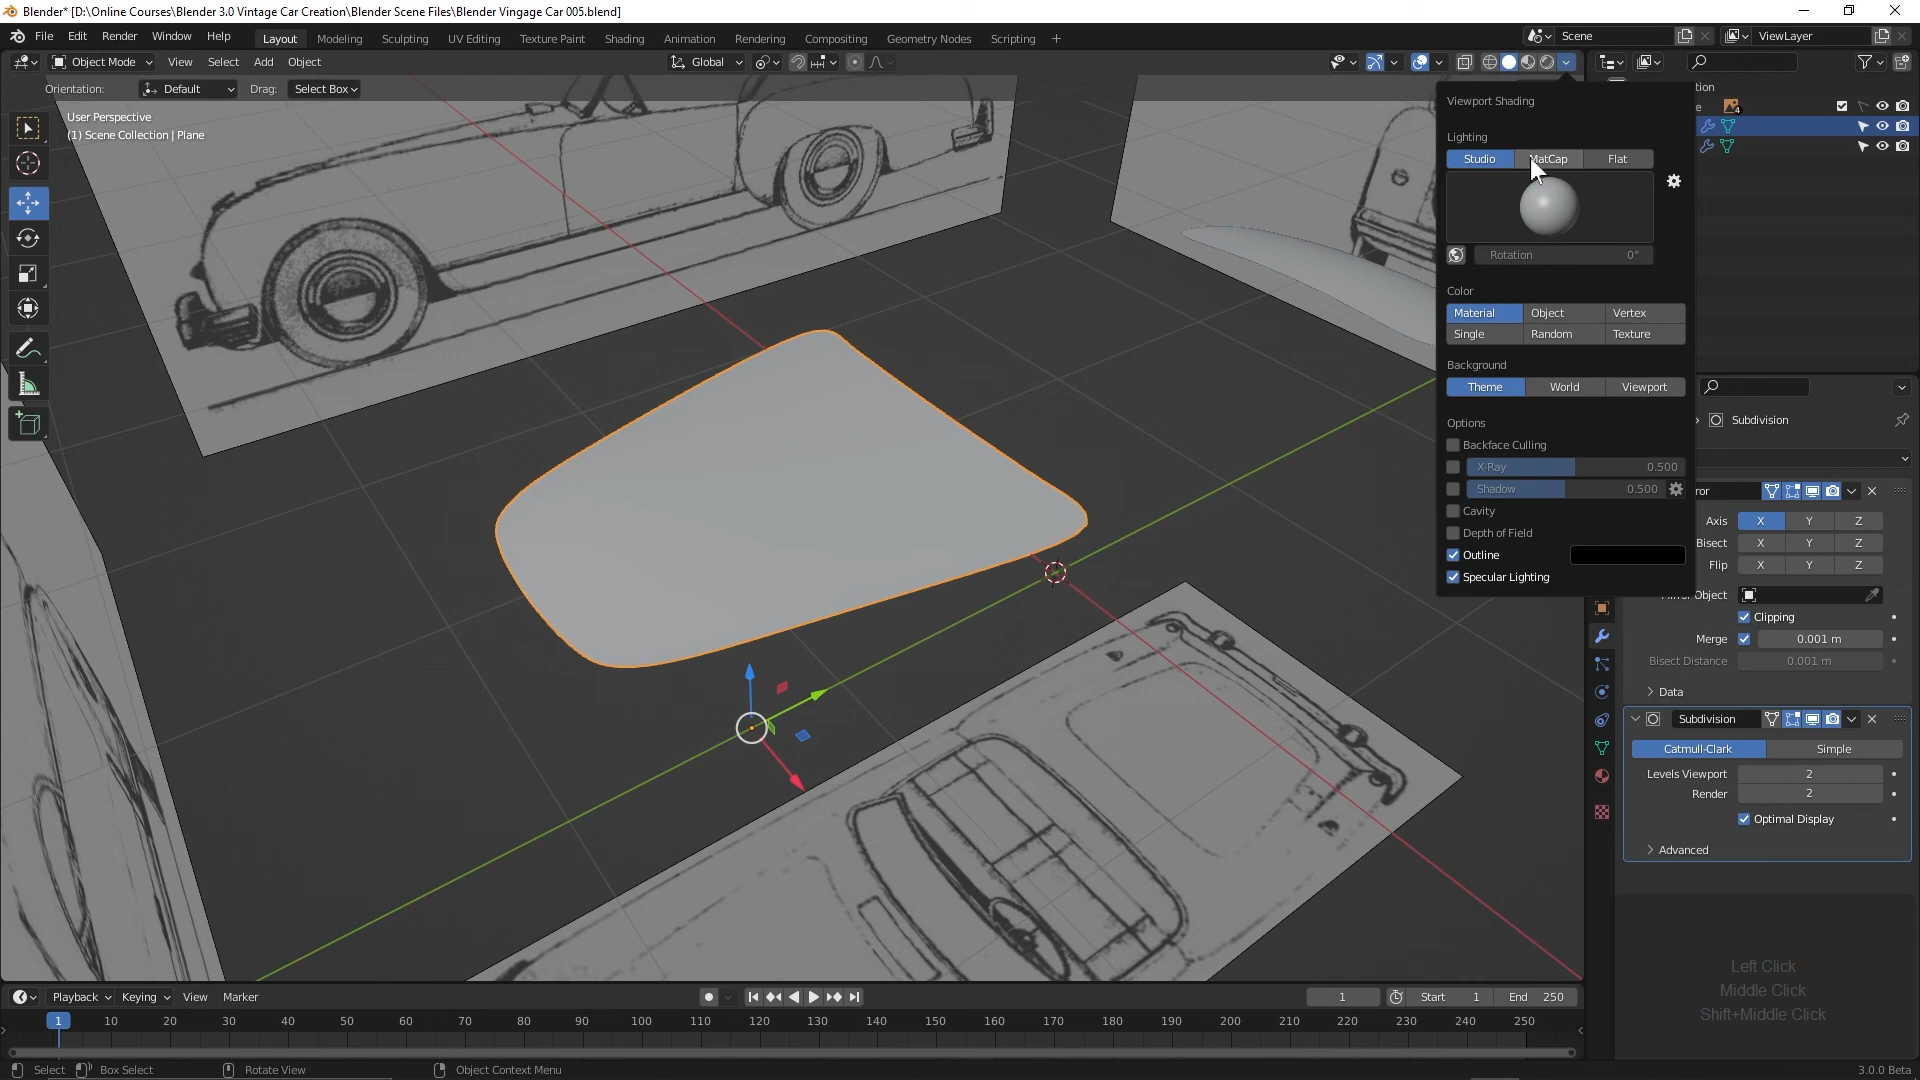 Blender* [D:\Online Courses\Blender 3.0 Vintage Car Creation\Blender Scene Files\Blender Vingage Car 005.blend]
File Edit Render Window Help Layout Modeling Sculpting UV Editing Texture Paint Shading Animation Rendering Compositing Geometry Nodes Scripting + Scene ViewLayer
Object Mode View Select Add Object Global
Orientation: Default Drag: Select Box
User Perspective
(1) Scene Collection | Plane
Viewport Shading
Lighting
Studio MatCap Flat
Rotation 0°
Color
Material Object Vertex
Single Random Texture
Background
Theme World Viewport
Options
Backface Culling
X-Ray 0.500
Shadow 0.500
Cavity
Depth of Field
Outline
Specular Lighting
tion
e 4
Subdivision
ror
Axis X Y Z
Bisect X Y Z
Flip X Y Z
Mirror Object
Clipping
Merge 0.001 m
Bisect Distance 0.001 m
Data
Subdivision
Catmull-Clark Simple
Levels Viewport 2
Render 2
Optimal Display
Advanced
Left Click
Middle Click
Shift+Middle Click
Playback Keying View Marker 1 Start 1 End 250
1 10 20 30 40 50 60 70 80 90 100 110 120 130 140 150 160 170 180 190 200 210 220 230 240 250
Select Box Select Rotate View Object Context Menu 3.0.0 Beta